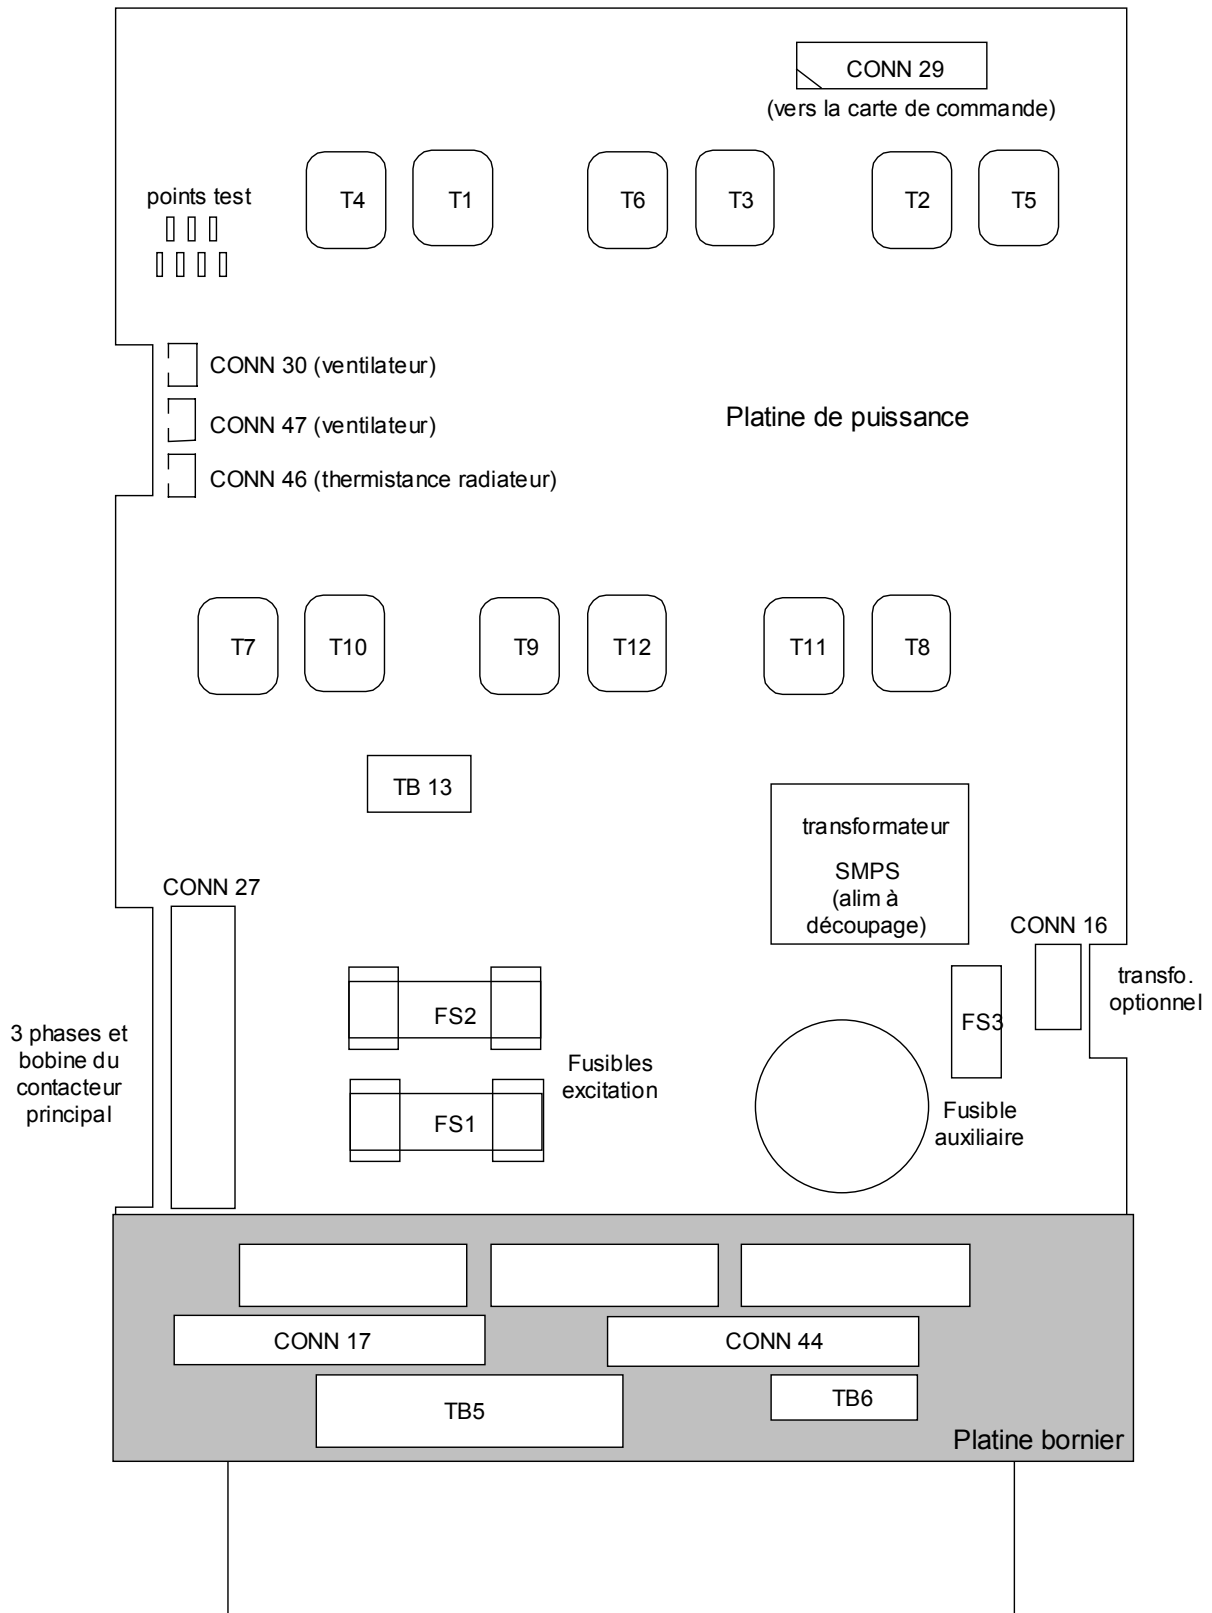 CONN 29
(vers la carte de commande)
points test
T4
T1
T6
T3
T2
T5
CONN 30 (ventilateur)
CONN 47 (ventilateur)
CONN 46 (thermistance radiateur)
Platine de puissance
T7
T10
T9
T12
T11
T8
TB 13
transformateur
SMPS
(alim à
découpage)
CONN 27
CONN 16
transfo.
optionnel
3 phases et
bobine du
contacteur
principal
FS2
FS1
Fusibles
excitation
FS3
Fusible
auxiliaire
CONN 17
CONN 44
TB5
TB6
Platine bornier